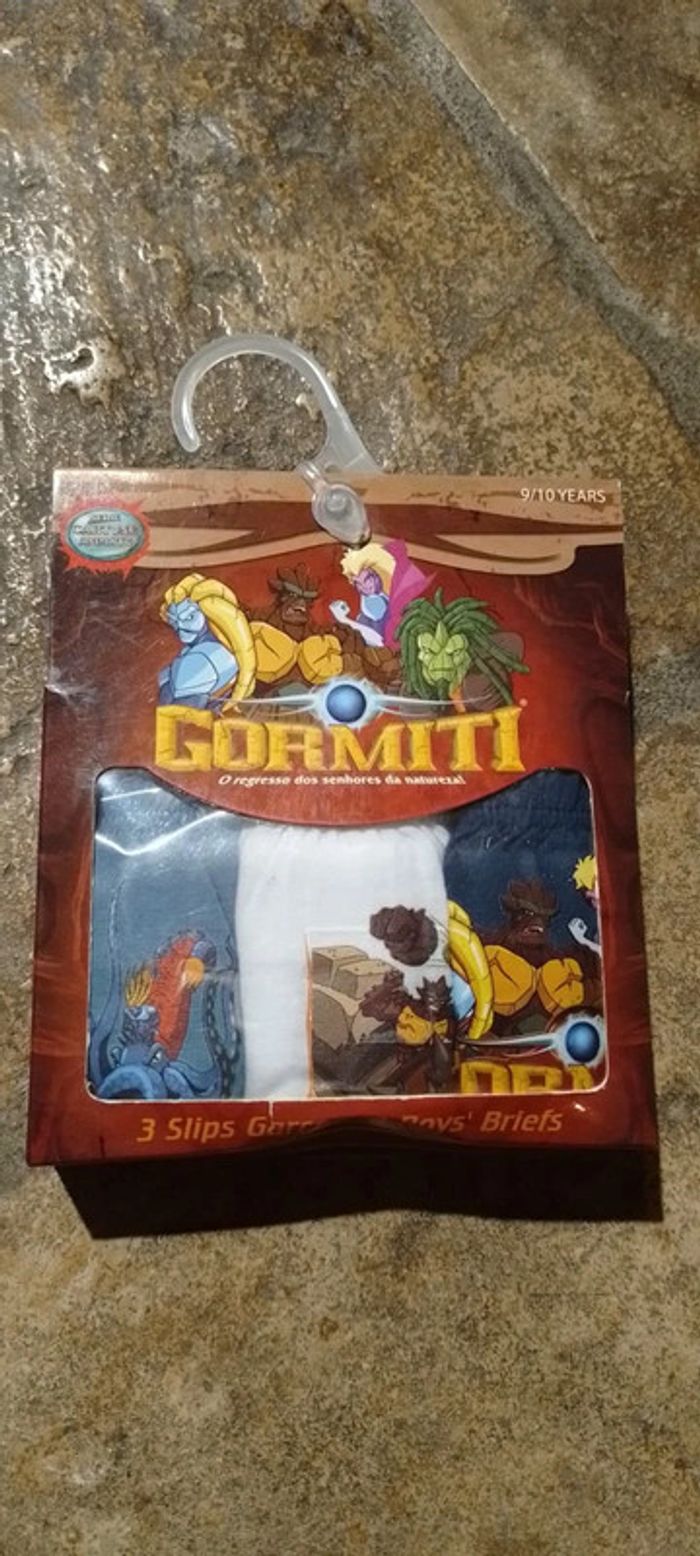 9/10 YEARS
GORMITI
O regresso dos senhores da natureza!
3 Slips Boys' Briefs